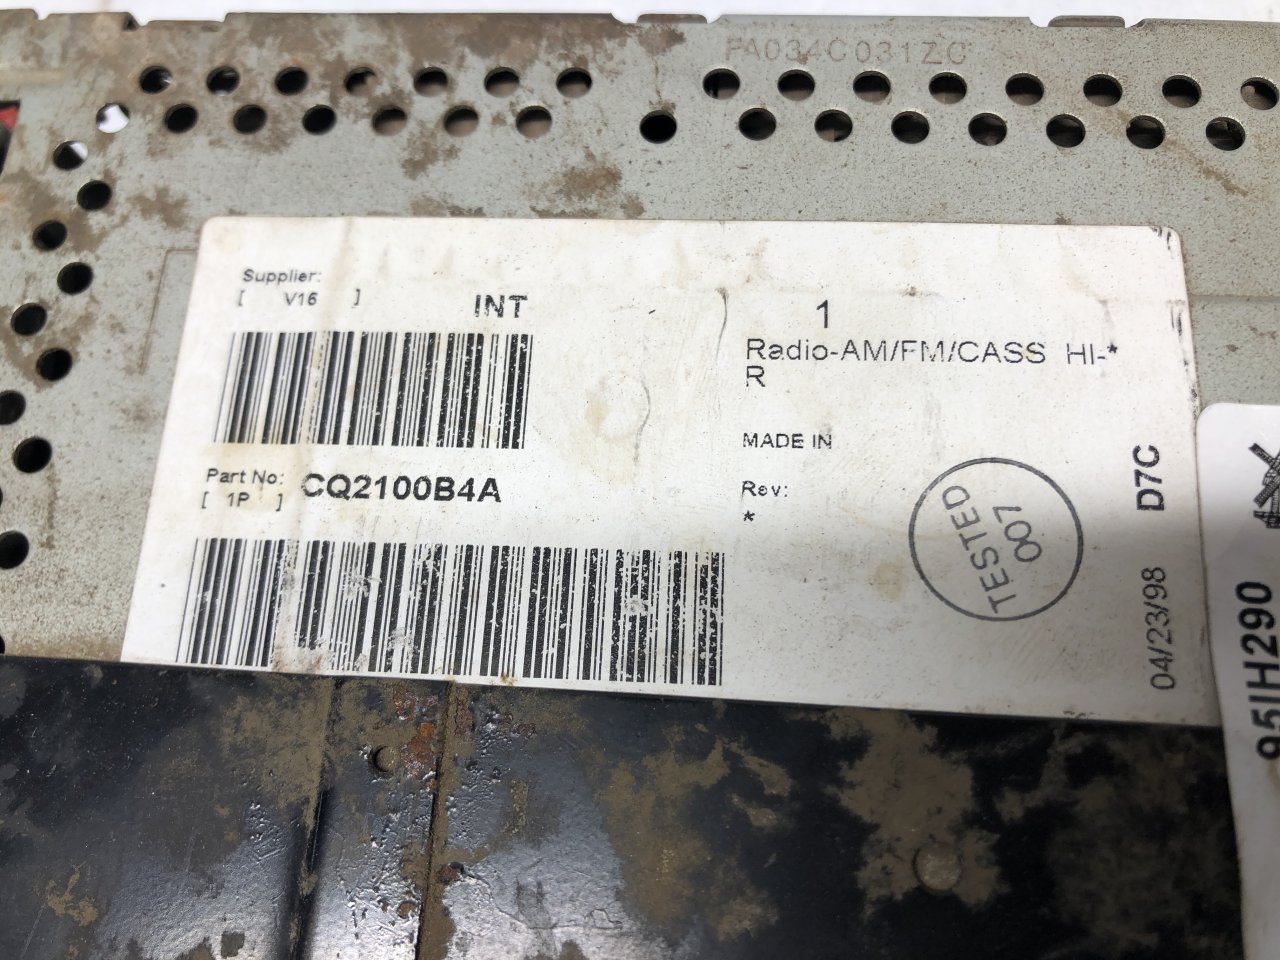 FA034C031ZC
Supplier:
[ V16 ]
INT
1
Radio-AM/FM/CASS HI-*
R
Part No:
[ 1P ]
CQ2100B4A
MADE IN
Rev:
*
TESTED
007
04/23/98 D7C
95IH290